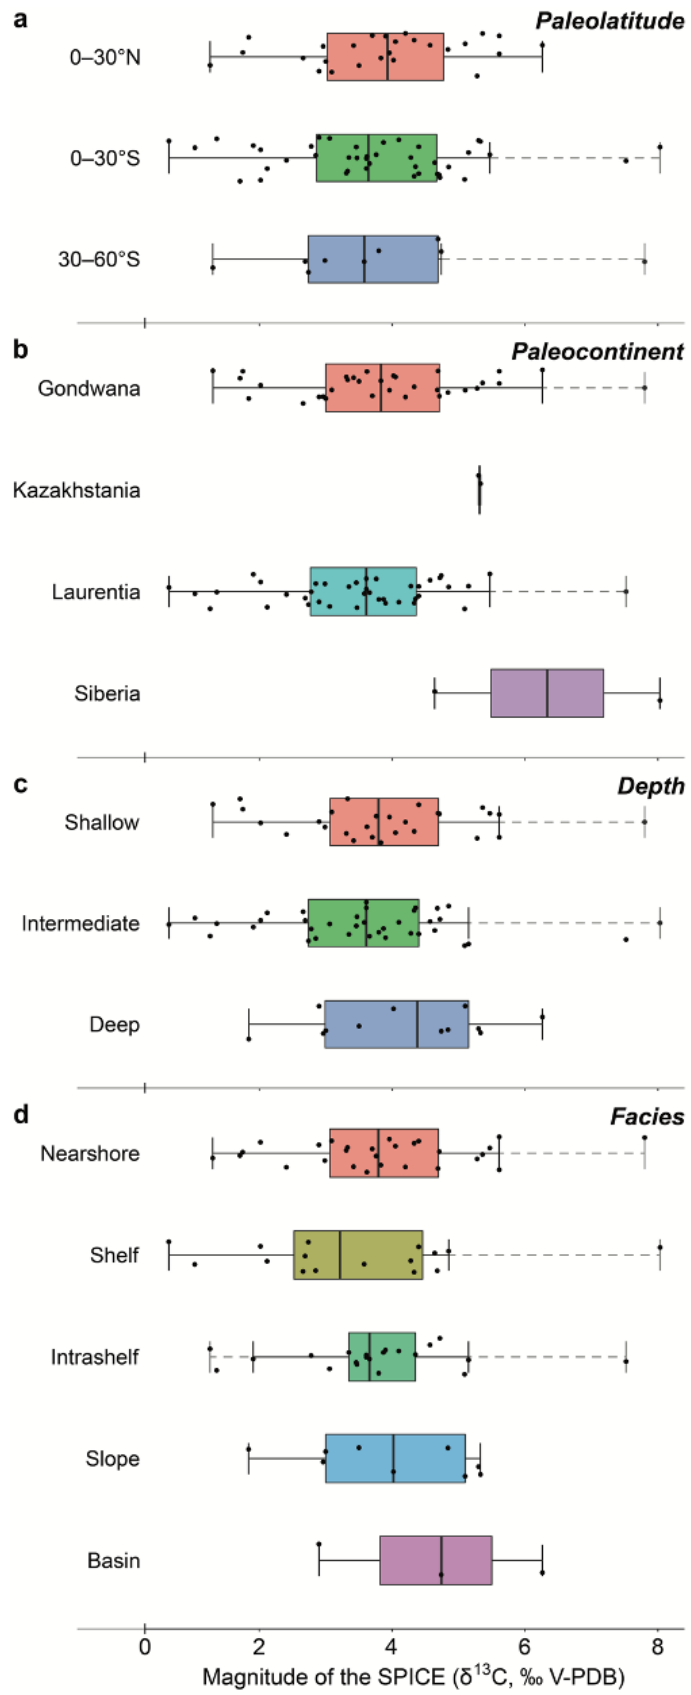 a Paleolatitude
0–30°N
0–30°S
30–60°S
b Paleocontinent
Gondwana
Kazakhstania
Laurentia
Siberia
c Depth
Shallow
Intermediate
Deep
d Facies
Nearshore
Shelf
Intrashelf
Slope
Basin
0 2 4 6 8
Magnitude of the SPICE (δ¹³C, ‰ V-PDB)